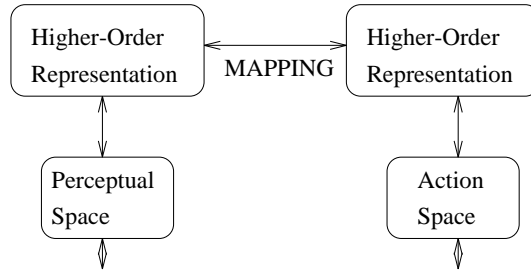 Higher-Order
Representation
MAPPING
Higher-Order
Representation
Perceptual
Space
Action
Space